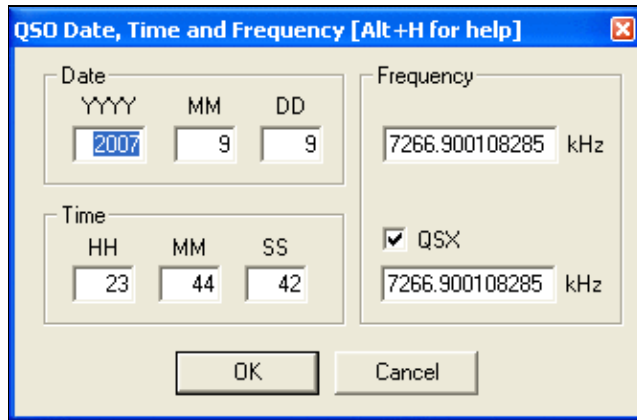 QSO Date, Time and Frequency [Alt+H for help]
Date
YYYY MM DD
2007 9 9
Time
HH MM SS
23 44 42
Frequency
7266.900108285 kHz
QSX
7266.900108285 kHz
OK Cancel